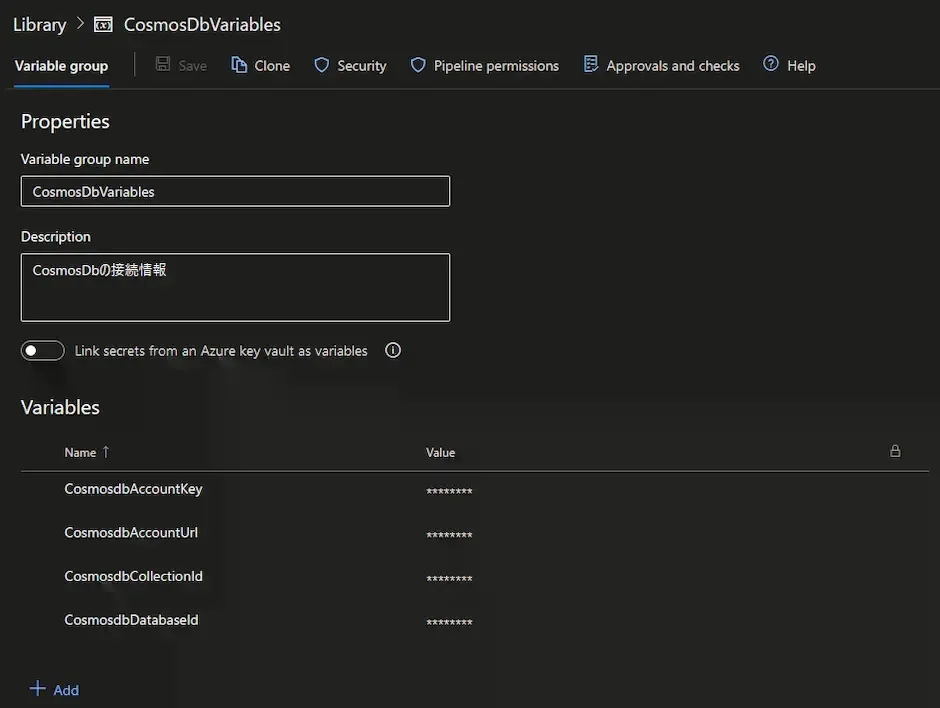 Library > CosmosDbVariables
Variable group Save Clone Security Pipeline permissions Approvals and checks Help
Properties
Variable group name
CosmosDbVariables
Description
CosmosDbの接続情報
Link secrets from an Azure key vault as variables
Variables
Name ↑ Value
CosmosdbAccountKey ********
CosmosdbAccountUrl ********
CosmosdbCollectionId ********
CosmosdbDatabaseId ********
+ Add